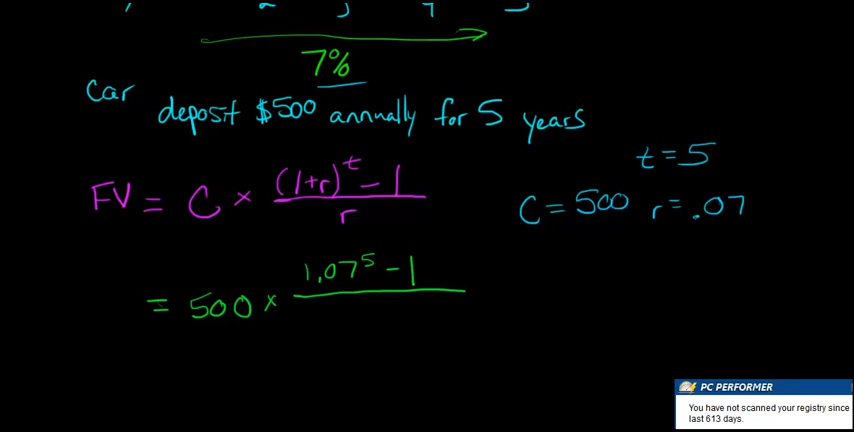 7%
Car
deposit $500 annually for 5 years
t = 5
FV = C × (1+r)^t - 1
r
C = 500 r = .07
= 500 × 1.07^5 - 1
PC PERFORMER
You have not scanned your registry since
last 613 days.